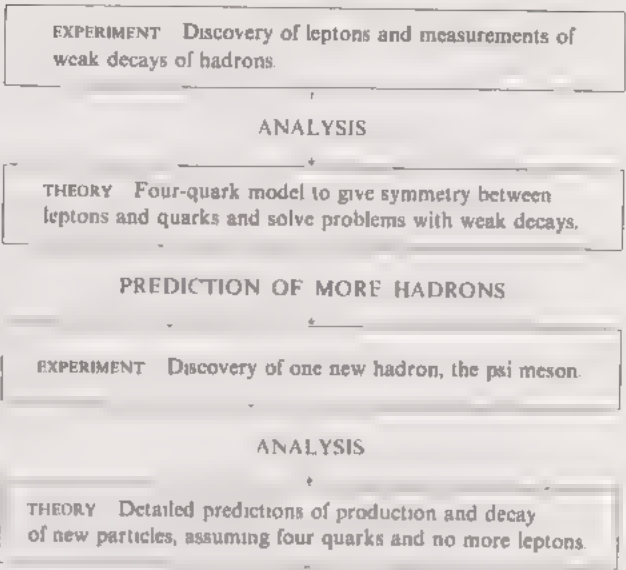 EXPERIMENT Discovery of leptons and measurements of
weak decays of hadrons.
ANALYSIS
THEORY Four-quark model to give symmetry between
leptons and quarks and solve problems with weak decays.
PREDICTION OF MORE HADRONS
EXPERIMENT Discovery of one new hadron, the psi meson.
ANALYSIS
THEORY Detailed predictions of production and decay
of new particles, assuming four quarks and no more leptons.